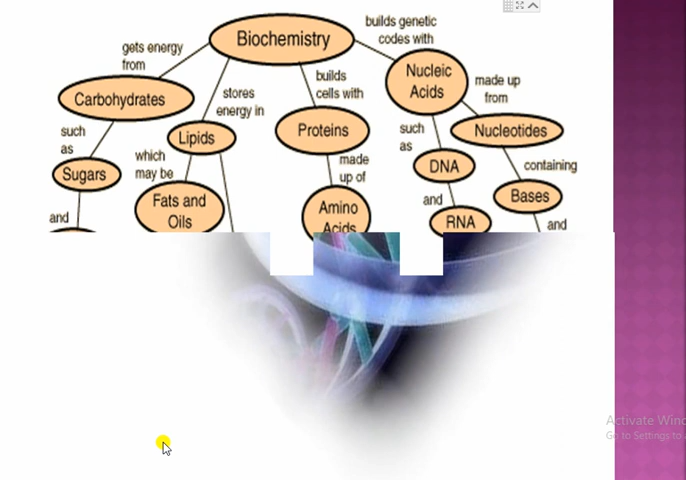 builds genetic
codes with
Biochemistry
gets energy
from
Nucleic
Acids
builds
cells with
made up
from
stores
energy in
Carbohydrates
Proteins
Nucleotides
such
as
Lipids
such
as
which
may be
made
up of
DNA
containing
Sugars
Fats and
Oils
Amino
Acids
and
RNA
Bases
and
and
Activate Wind
Go to Settings to a